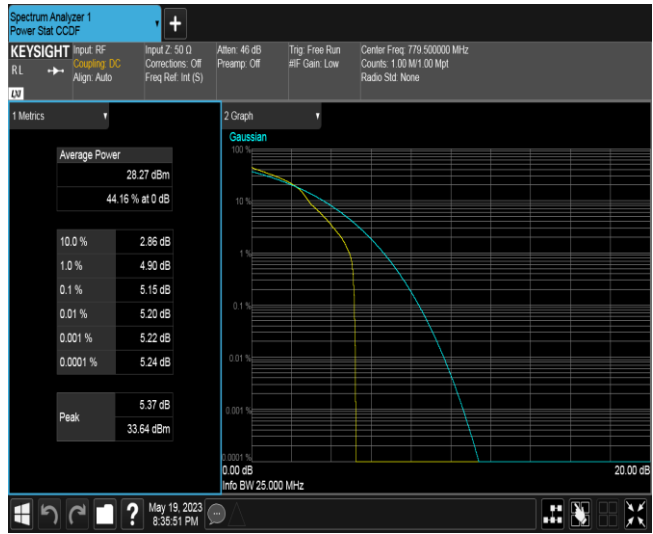 Spectrum Analyzer 1
Power Stat CCDF
+
KEYSIGHT
RL
LXI
Input: RF
Coupling: DC
Align: Auto
Input Z: 50 Ω
Corrections: Off
Freq Ref: Int (S)
Atten: 46 dB
Preamp: Off
Trig: Free Run
#IF Gain: Low
Center Freq: 779.500000 MHz
Counts: 1.00 M/1.00 Mpt
Radio Std: None
1 Metrics
Average Power
28.27 dBm
44.16 % at 0 dB
10.0 % 2.86 dB
1.0 % 4.90 dB
0.1 % 5.15 dB
0.01 % 5.20 dB
0.001 % 5.22 dB
0.0001 % 5.24 dB
Peak
5.37 dB
33.64 dBm
2 Graph
Gaussian
100 %
10 %
1 %
0.1 %
0.01 %
0.001 %
0.0001 %
0.00 dB 20.00 dB
Info BW 25.000 MHz
?
May 19, 2023
8:35:51 PM